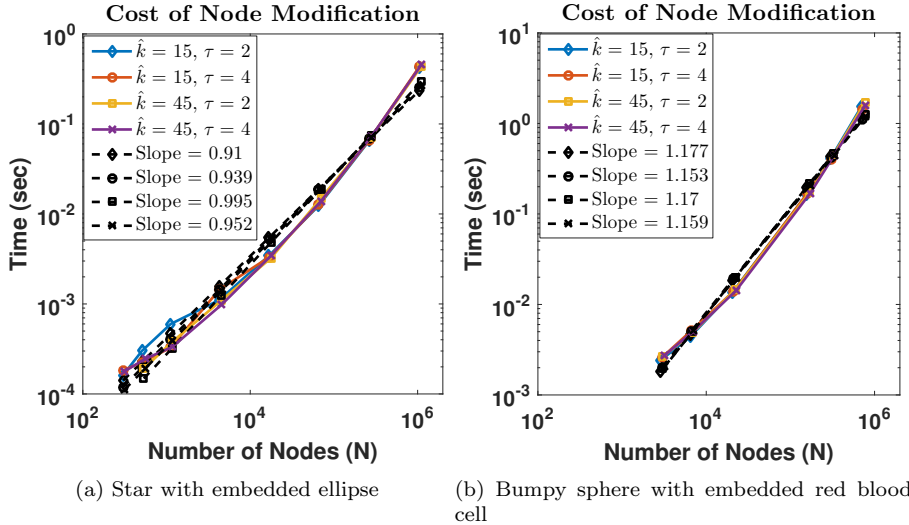 Cost of Node Modification
Time (sec)
10^0
10^-1
10^-2
10^-3
10^-4
k̂ = 15, τ = 2
k̂ = 15, τ = 4
k̂ = 45, τ = 2
k̂ = 45, τ = 4
Slope = 0.91
Slope = 0.939
Slope = 0.995
Slope = 0.952
10^2
10^4
10^6
Number of Nodes (N)
(a) Star with embedded ellipse
Cost of Node Modification
Time (sec)
10^1
10^0
10^-1
10^-2
10^-3
k̂ = 15, τ = 2
k̂ = 15, τ = 4
k̂ = 45, τ = 2
k̂ = 45, τ = 4
Slope = 1.177
Slope = 1.153
Slope = 1.17
Slope = 1.159
10^2
10^4
10^6
Number of Nodes (N)
(b) Bumpy sphere with embedded red blood
cell